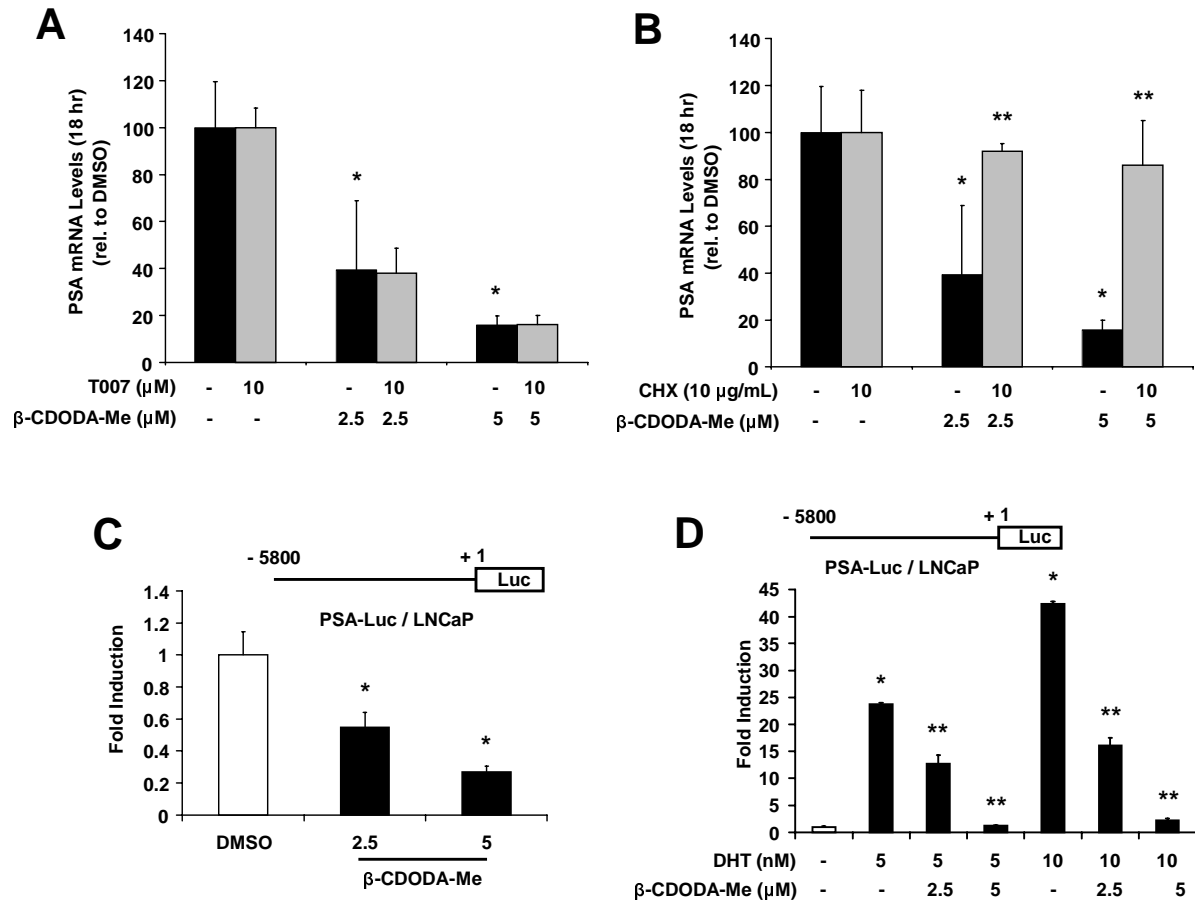 A
PSA mRNA Levels (18 hr)
(rel. to DMSO)
140
120
100
80
60
40
20
0
*
*
T007 (μM) - 10 - 10 - 10
β-CDODA-Me (μM) - - 2.5 2.5 5 5
B
PSA mRNA Levels (18 hr)
(rel. to DMSO)
140
120
100
80
60
40
20
0
*
**
*
**
CHX (10 μg/mL) - 10 - 10 - 10
β-CDODA-Me (μM) - - 2.5 2.5 5 5
C
- 5800 + 1
Luc
PSA-Luc / LNCaP
Fold Induction
1.4
1.2
1
0.8
0.6
0.4
0.2
0
*
*
DMSO 2.5 5
β-CDODA-Me
D
- 5800 + 1
Luc
PSA-Luc / LNCaP
Fold Induction
45
40
35
30
25
20
15
10
5
0
*
**
**
*
**
**
DHT (nM) - 5 5 5 10 10 10
β-CDODA-Me (μM) - - 2.5 5 - 2.5 5